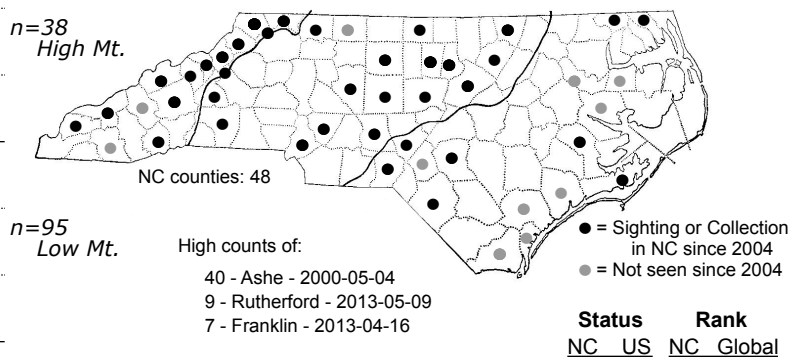 n=38
High Mt.
NC counties: 48
n=95
Low Mt.
High counts of:
40 - Ashe - 2000-05-04
9 - Rutherford - 2013-05-09
7 - Franklin - 2013-04-16
= Sighting or Collection
in NC since 2004
= Not seen since 2004
Status Rank
NC US NC Global